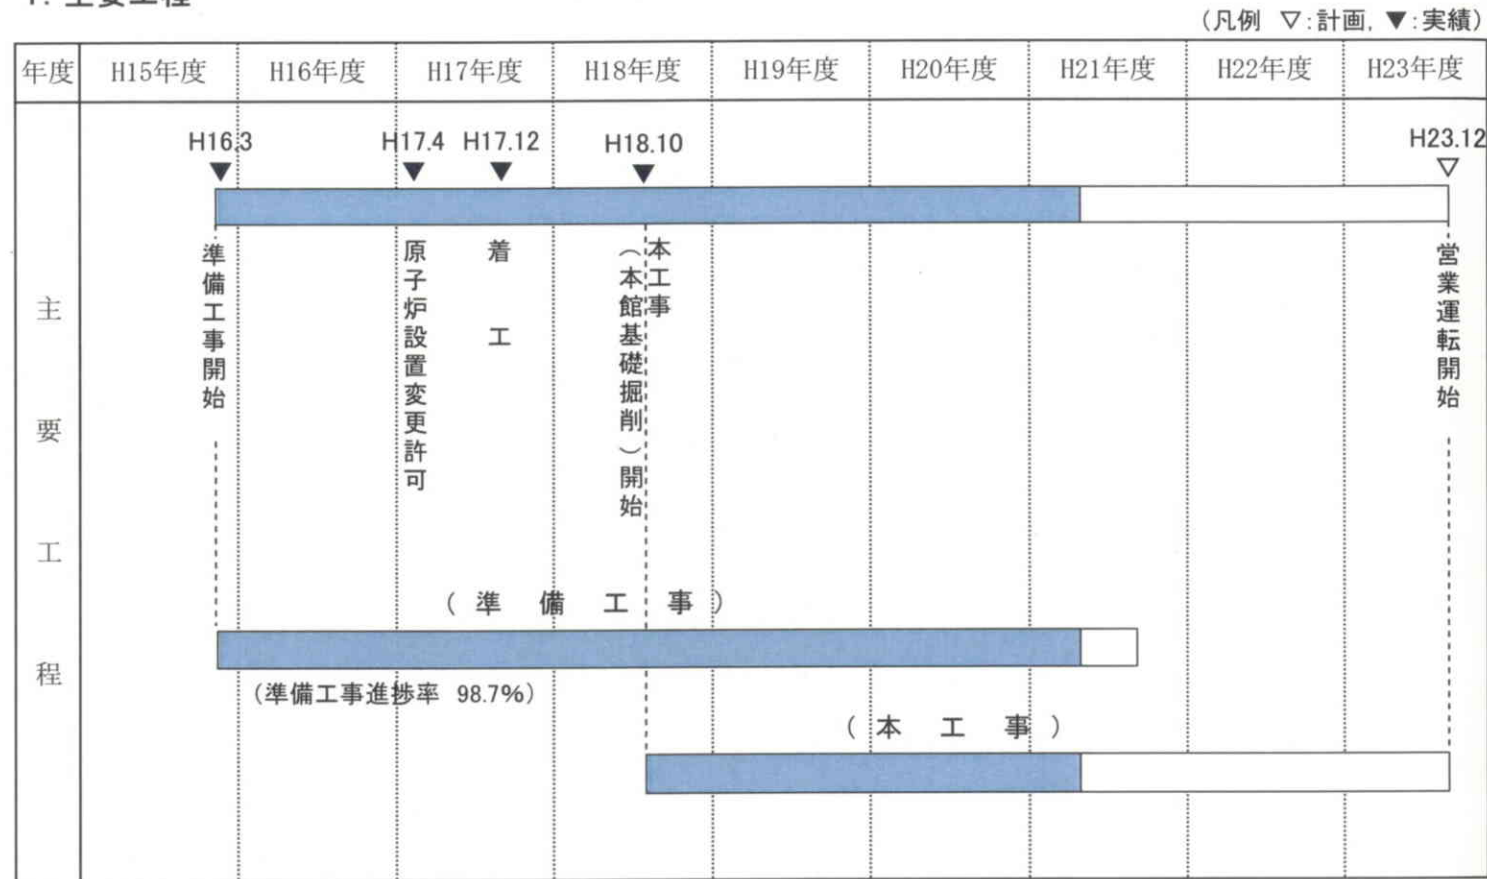 1. 主要工程
(凡例 ▽:計画, ▼:実績)
年度 H15年度 H16年度 H17年度 H18年度 H19年度 H20年度 H21年度 H22年度 H23年度
主要工程
H16.3 H17.4 H17.12 H18.10 H23.12
▼ ▼ ▼ ▼ ▽
準備工事開始
原子炉設置変更許可
着工
本工事
(本館基礎掘削)開始
営業運転開始
(準備工事)
(準備工事進捗率 98.7%)
(本工事)